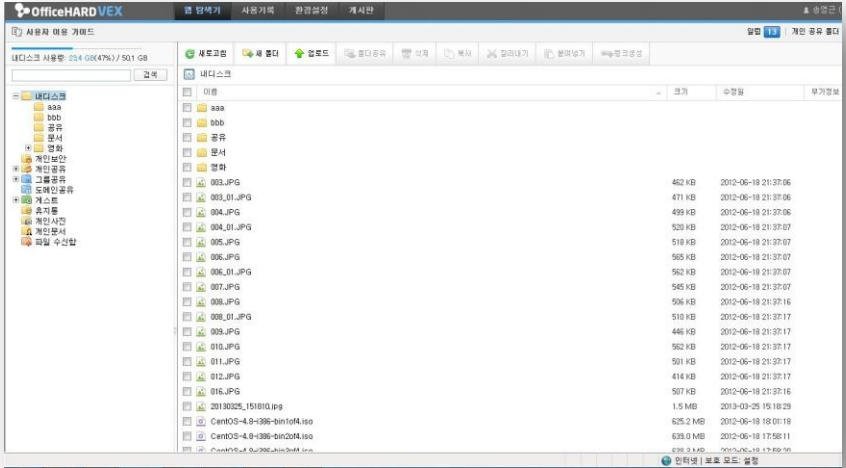 OfficeHARD VEX
웹 탐색기 사용기록 환경설정 게시판
사용자 이용 가이드
알림 13 개인 공유 폴더
내디스크 사용량: 23.4 GB(47%) / 50.1 GB
검색
새로고침 새 폴더 업로드 폴더공유 삭제 복사 잘라내기 붙여넣기 링크생성
내디스크
이름 크기 수정일 부가정보
내디스크
aaa
bbb
공유
문서
영화
개인보안
개인공유
그룹공유
도메인공유
게스트
휴지통
개인사진
개인문서
파일 수신함
aaa
bbb
공유
문서
영화
003.JPG 462 KB 2012-06-18 21:37:06
003_01.JPG 471 KB 2012-06-18 21:37:06
004.JPG 499 KB 2012-06-18 21:37:06
004_01.JPG 520 KB 2012-06-18 21:37:07
005.JPG 518 KB 2012-06-18 21:37:07
006.JPG 565 KB 2012-06-18 21:37:07
006_01.JPG 562 KB 2012-06-18 21:37:07
007.JPG 545 KB 2012-06-18 21:37:07
008.JPG 506 KB 2012-06-18 21:37:16
008_01.JPG 510 KB 2012-06-18 21:37:17
009.JPG 446 KB 2012-06-18 21:37:17
010.JPG 562 KB 2012-06-18 21:37:17
011.JPG 501 KB 2012-06-18 21:37:17
012.JPG 414 KB 2012-06-18 21:37:17
016.JPG 507 KB 2012-06-18 21:37:16
20130325_151810.jpg 1.5 MB 2013-03-25 15:18:29
CentOS-4.8-i386-bin1of4.iso 625.2 MB 2012-06-18 18:01:18
CentOS-4.8-i386-bin2of4.iso 639.0 MB 2012-06-18 17:58:11
인터넷 | 보호 모드: 설정